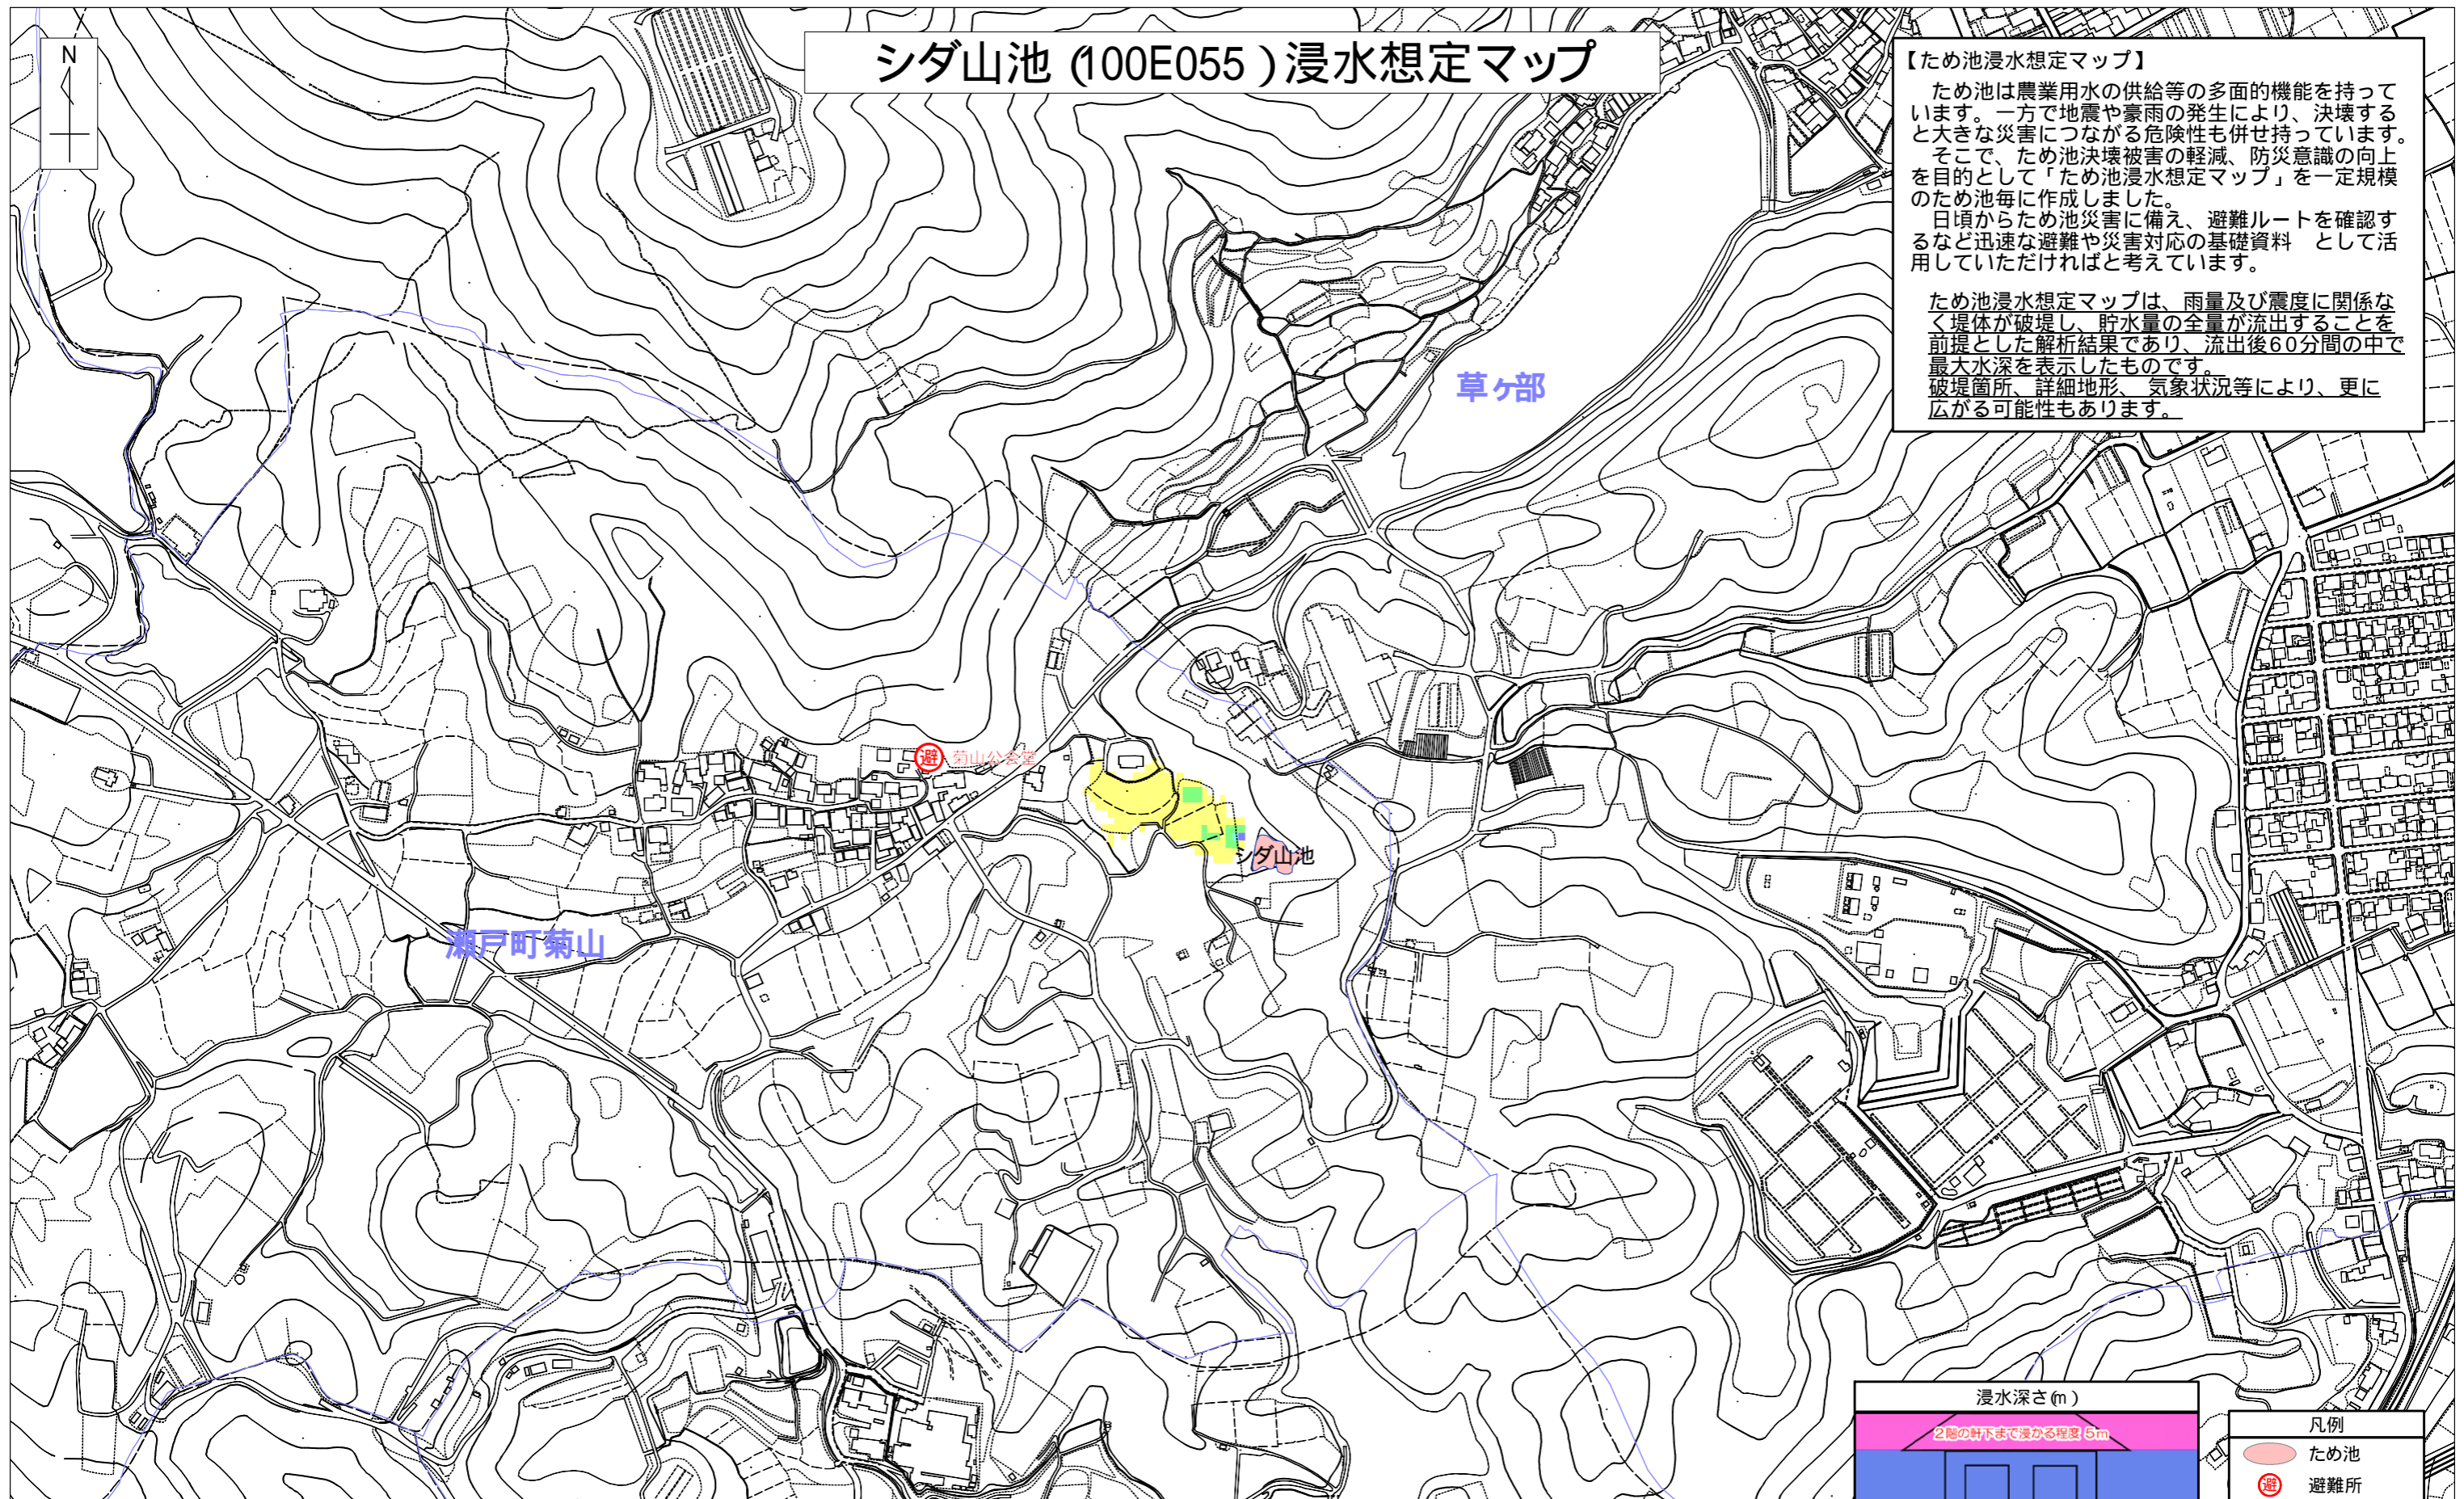 シダ山池 (100E055 ) 浸水想定マップ
N
【ため池浸水想定マップ】
ため池は農業用水の供給等の多面的機能を持って
います。一方で地震や豪雨の発生により、決壊する
と大きな災害につながる危険性も併せ持っています。
そこで、ため池決壊被害の軽減、防災意識の向上
を目的として「ため池浸水想定マップ」を一定規模
のため池毎に作成しました。
日頃からため池災害に備え、避難ルートを確認す
るなど迅速な避難や災害対応の基礎資料 として活
用していただければと考えています。
ため池浸水想定マップは、雨量及び震度に関係な
く堤体が破堤し、貯水量の全量が流出することを
前提とした解析結果であり、流出後60分間の中で
最大水深を表示したものです。
破堤箇所、詳細地形、 気象状況等により、更に
広がる可能性もあります。
草ヶ部
避 菊山公会堂
シダ山池
瀬戸町菊山
浸水深さ(m)
2階の軒下まで浸かる程度 5m
凡例
ため池
避 避難所